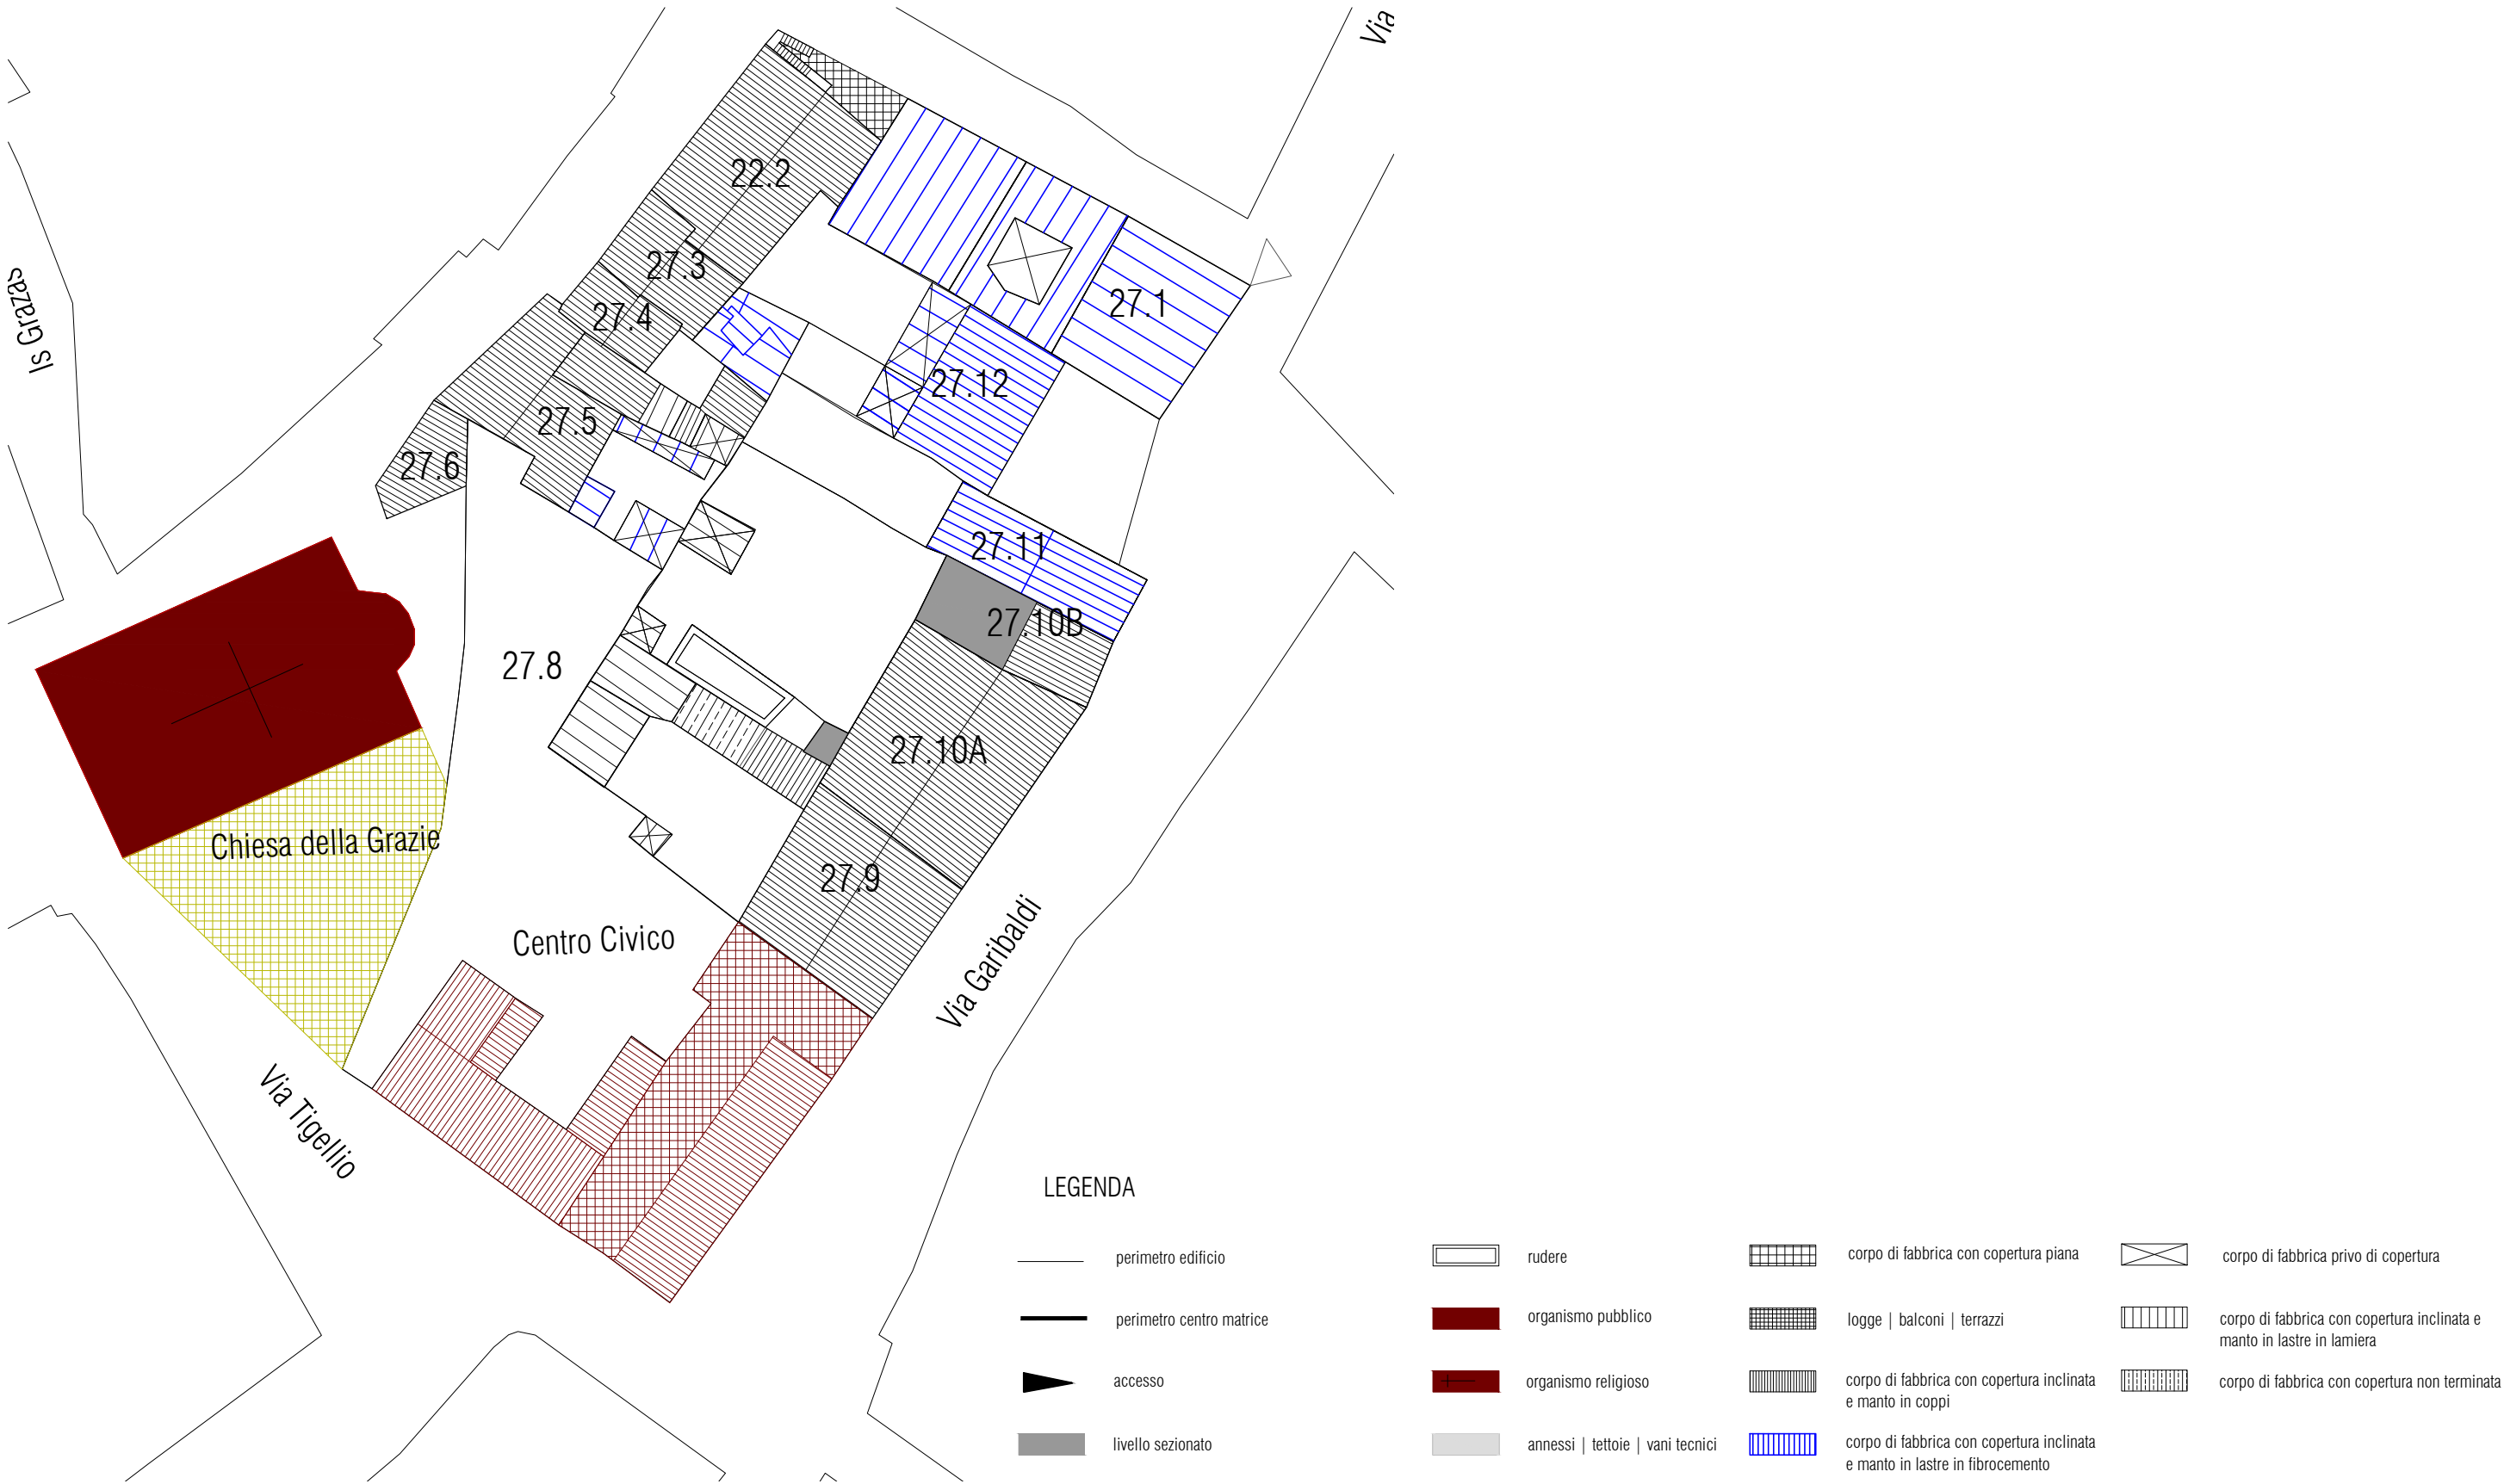 Via
22.2
27.3
27.1
Is Grazas
27.4
27.12
27.5
27.6
27.11
27.10B
27.8
27.10A
Chiesa della Grazie
27.9
Centro Civico
Via Garibaldi
Via Tigellio
LEGENDA
perimetro edificio
perimetro centro matrice
accesso
livello sezionato
rudere
organismo pubblico
organismo religioso
annessi | tettoie | vani tecnici
corpo di fabbrica con copertura piana
logge | balconi | terrazzi
corpo di fabbrica con copertura inclinata
e manto in coppi
corpo di fabbrica con copertura inclinata
e manto in lastre in fibrocemento
corpo di fabbrica privo di copertura
corpo di fabbrica con copertura inclinata e
manto in lastre in lamiera
corpo di fabbrica con copertura non terminata